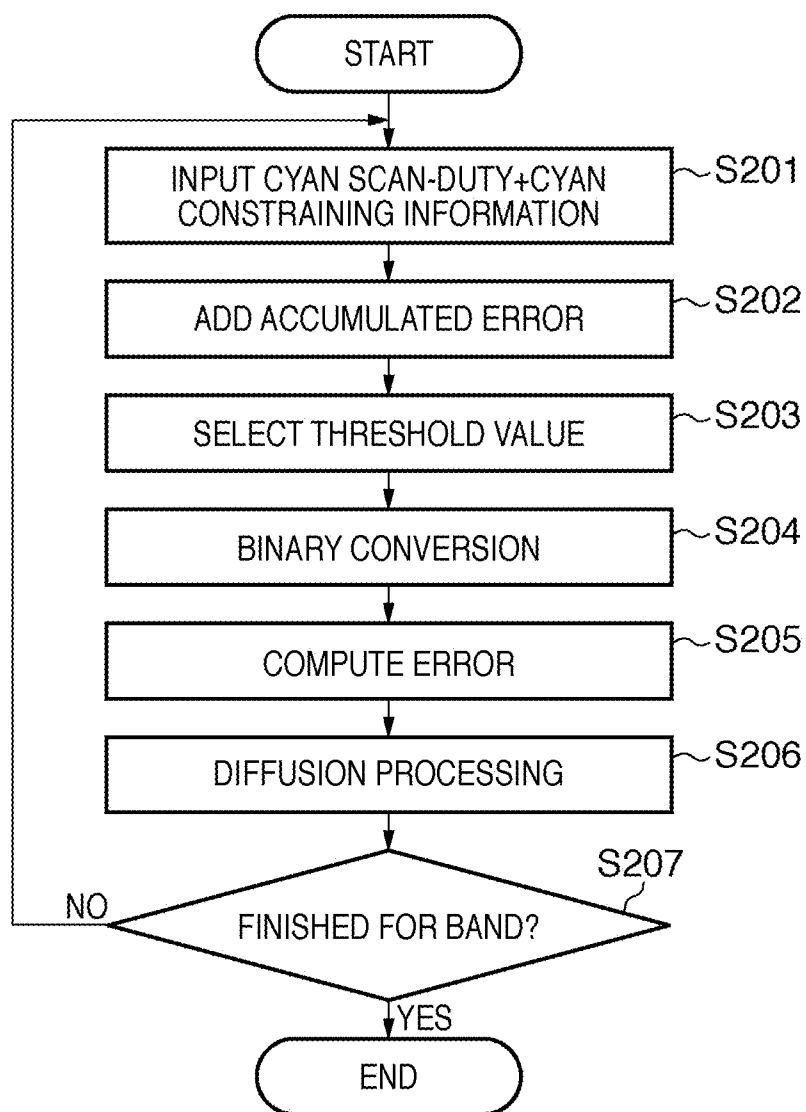 START
INPUT CYAN SCAN-DUTY+CYAN
CONSTRAINING INFORMATION
S201
ADD ACCUMULATED ERROR
S202
SELECT THRESHOLD VALUE
S203
BINARY CONVERSION
S204
COMPUTE ERROR
S205
DIFFUSION PROCESSING
S206
S207
NO
FINISHED FOR BAND?
YES
END